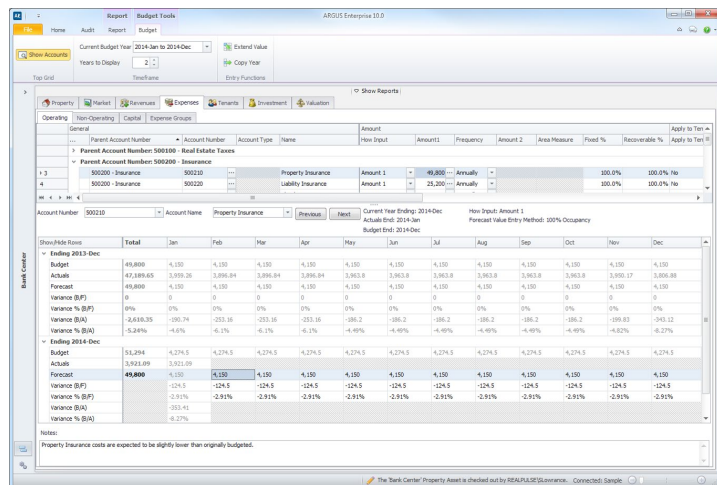 Report Budget Tools ARGUS Enterprise 10.0
File Home Audit Report Budget
Show Accounts
Current Budget Year 2014-Jan to 2014-Dec
Years to Display 2
Extend Value
Copy Year
Top Grid Timeframe Entry Functions
Show Reports
Property Market Revenues Expenses Tenants Investment Valuation
Operating Non-Operating Capital Expense Groups
General Amount Apply to Ten
... Parent Account Number Account Number Account Type Name How Input Amount1 Frequency Amount 2 Area Measure Fixed % Recoverable % Apply to Ten
Parent Account Number: 500100 - Real Estate Taxes
Parent Account Number: 500200 - Insurance
3 500200 - Insurance 500210 ... Property Insurance Amount 1 49,800 ... Annually 100.0% 100.0% No
4 500200 - Insurance 500220 ... Liability Insurance Amount 1 25,200 ... Annually 100.0% 100.0% No
Account Number 500210 Account Name Property Insurance Previous Next
Current Year Ending: 2014-Dec How Input: Amount 1
Actuals End: 2014-Jan Forecast Value Entry Method: 100% Occupancy
Budget End: 2014-Dec
Show/Hide Rows Total Jan Feb Mar Apr May Jun Jul Aug Sep Oct Nov Dec
Ending 2013-Dec
Budget 49,800 4,150 4,150 4,150 4,150 4,150 4,150 4,150 4,150 4,150 4,150 4,150 4,150
Actuals 47,189.65 3,959.26 3,896.84 3,896.84 3,896.84 3,963.8 3,963.8 3,963.8 3,963.8 3,963.8 3,963.8 3,950.17 3,806.88
Forecast 49,800 4,150 4,150 4,150 4,150 4,150 4,150 4,150 4,150 4,150 4,150 4,150 4,150
Variance (B/F) 0 0 0 0 0 0 0 0 0 0 0 0 0
Variance % (B/F) 0% 0% 0% 0% 0% 0% 0% 0% 0% 0% 0% 0% 0%
Variance (B/A) -2,610.35 -190.74 -253.16 -253.16 -253.16 -186.2 -186.2 -186.2 -186.2 -186.2 -186.2 -199.83 -343.12
Variance % (B/A) -5.24% -4.6% -6.1% -6.1% -6.1% -4.49% -4.49% -4.49% -4.49% -4.49% -4.49% -4.82% -8.27%
Ending 2014-Dec
Budget 51,294 4,274.5 4,274.5 4,274.5 4,274.5 4,274.5 4,274.5 4,274.5 4,274.5 4,274.5 4,274.5 4,274.5 4,274.5
Actuals 3,921.09 3,921.09
Forecast 49,800 4,150 4,150 4,150 4,150 4,150 4,150 4,150 4,150 4,150 4,150 4,150 4,150
Variance (B/F) -124.5 -124.5 -124.5 -124.5 -124.5 -124.5 -124.5 -124.5 -124.5 -124.5 -124.5 -124.5
Variance % (B/F) -2.91% -2.91% -2.91% -2.91% -2.91% -2.91% -2.91% -2.91% -2.91% -2.91% -2.91% -2.91%
Variance (B/A) -353.41
Variance % (B/A) -8.27%
Bank Center
Notes:
Property Insurance costs are expected to be slightly lower than originally budgeted.
The 'Bank Center' Property Asset is checked out by REALPULSE\SLowrance. Connected: Sample